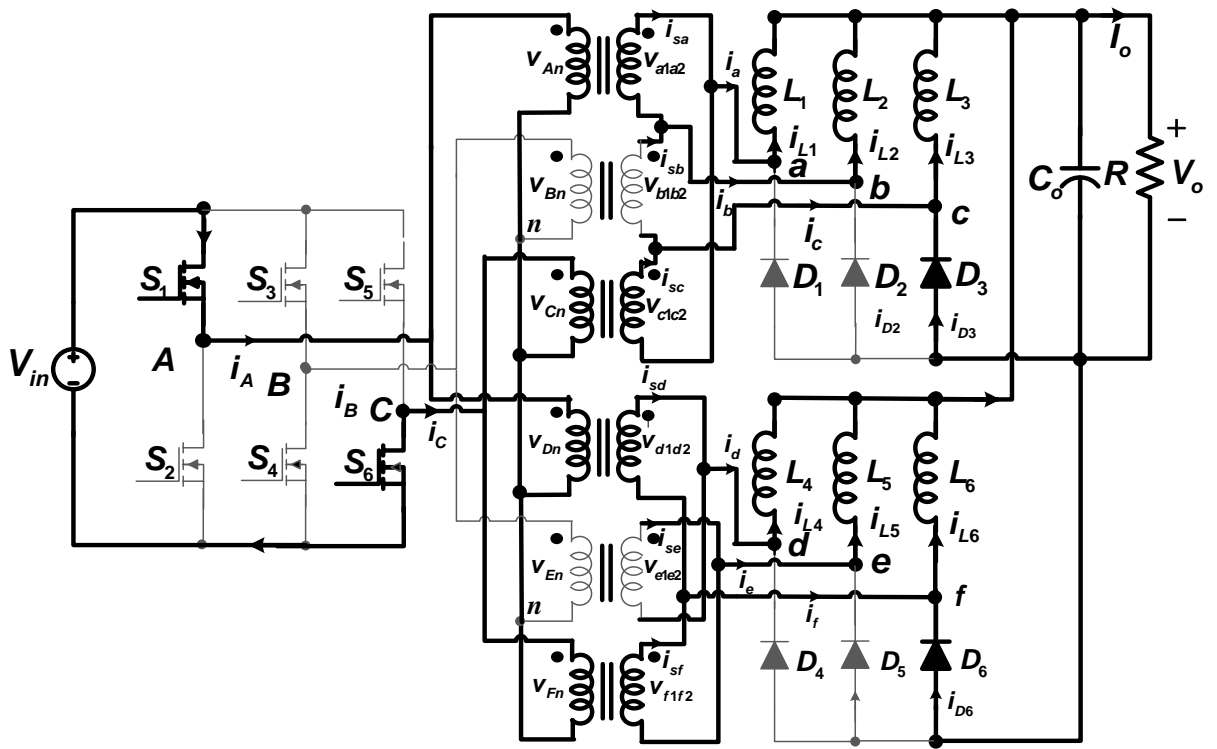 i_sa
v_An
v_a1a2
i_a
L_1
L_2
L_3
I_o
i_L1
i_L2
i_L3
i_sb
a
v_Bn
v_b1b2
b
C_o
R
+
V_o
−
n
i_b
c
i_c
S_1
S_3
S_5
i_sc
D_1
D_2
D_3
v_Cn
v_c1c2
i_D2
i_D3
A
V_in
+
-
i_A
B
i_B
C
i_C
i_sd
v_Dn
v_d1d2
i_d
L_4
L_5
L_6
S_2
S_4
S_6
i_L4
i_L5
i_L6
i_se
d
v_En
v_e1e2
i_e
e
n
i_f
f
i_sf
D_4
D_5
D_6
v_Fn
v_f1f2
i_D6